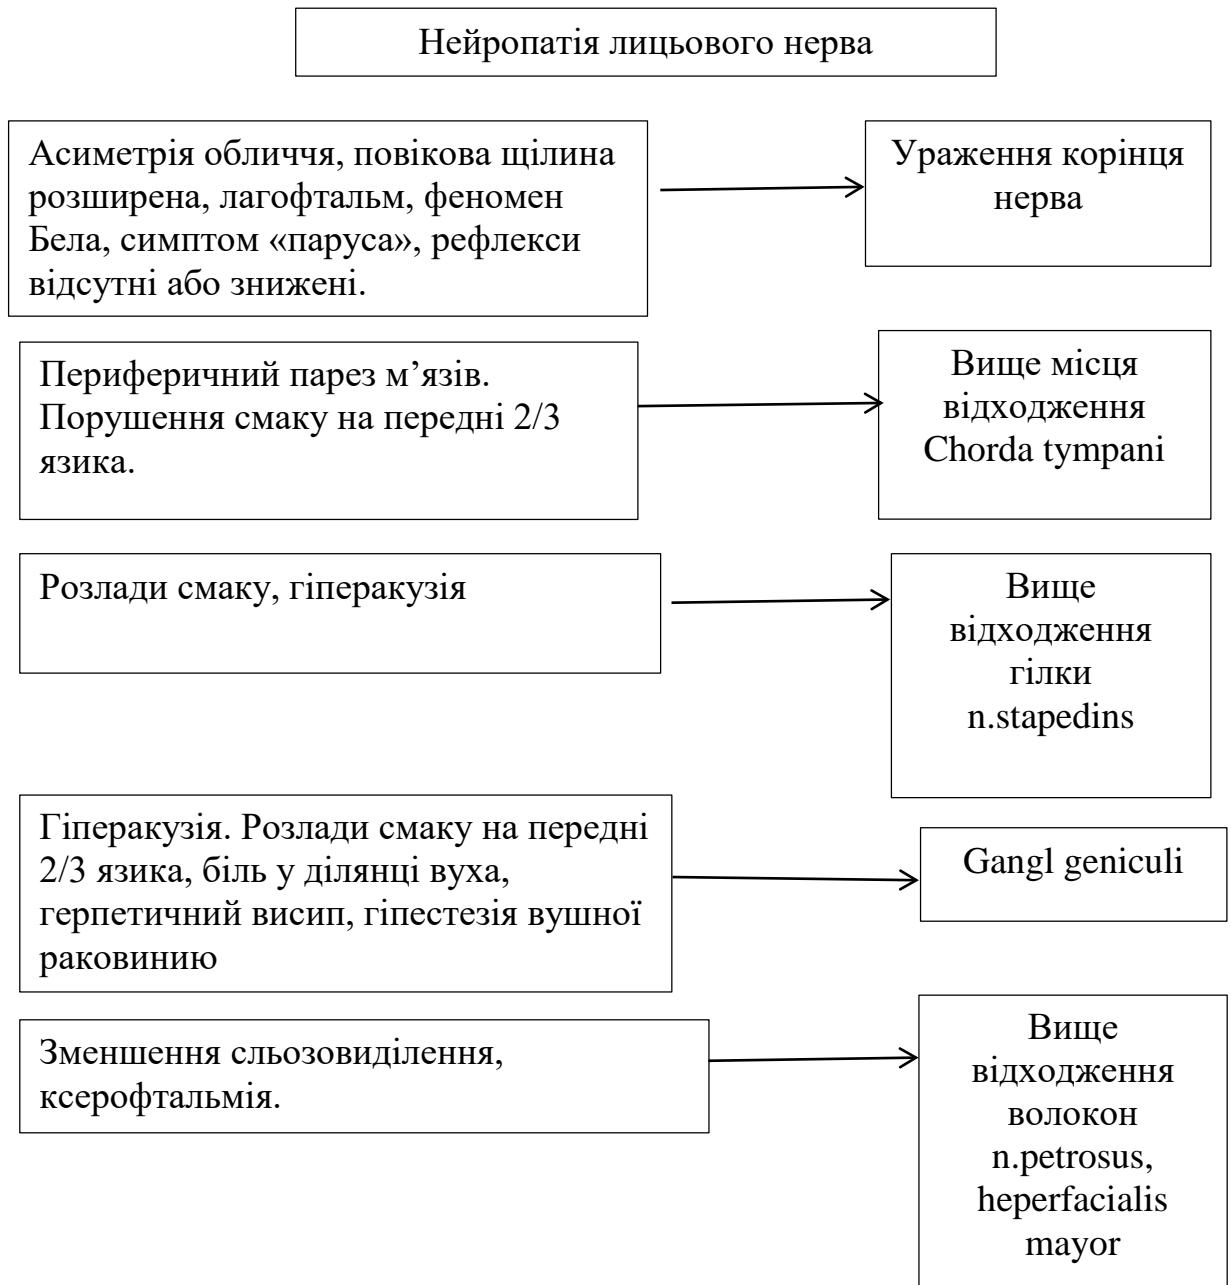 Нейропатія лицьового нерва
Асиметрія обличчя, повікова щілина
розширена, лагофтальм, феномен
Бела, симптом «паруса», рефлекси
відсутні або знижені.
Ураження корінця
нерва
Периферичний парез м’язів.
Порушення смаку на передні 2/3
язика.
Вище місця
відходження
Chorda tympani
Розлади смаку, гіперакузія
Вище
відходження
гілки
n.stapedins
Гіперакузія. Розлади смаку на передні
2/3 язика, біль у ділянці вуха,
герпетичний висип, гіпестезія вушної
раковинию
Gangl geniculi
Зменшення сльозовиділення,
ксерофтальмія.
Вище
відходження
волокон
n.petrosus,
heperfacialis
mayor